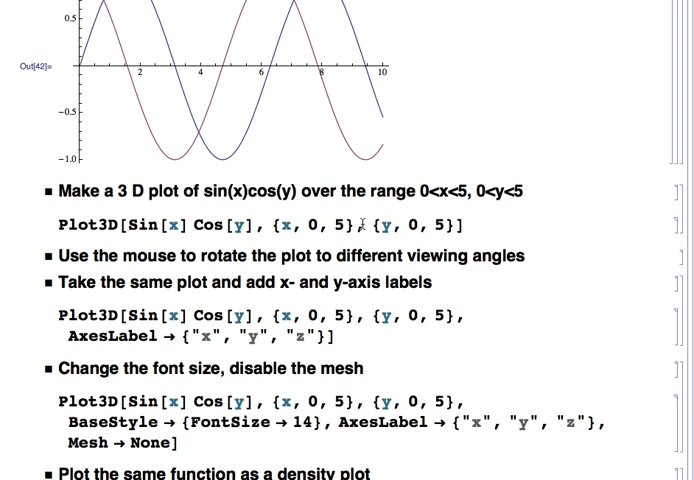 0.5
Out[42]=
2 4 6 8 10
-0.5
-1.0
▪ Make a 3 D plot of sin(x)cos(y) over the range 0<x<5, 0<y<5
Plot3D[Sin[x] Cos[y], {x, 0, 5}, {y, 0, 5}]
▪ Use the mouse to rotate the plot to different viewing angles
▪ Take the same plot and add x- and y-axis labels
Plot3D[Sin[x] Cos[y], {x, 0, 5}, {y, 0, 5},
AxesLabel → {"x", "y", "z"}]
▪ Change the font size, disable the mesh
Plot3D[Sin[x] Cos[y], {x, 0, 5}, {y, 0, 5},
BaseStyle → {FontSize → 14}, AxesLabel → {"x", "y", "z"},
Mesh → None]
▪ Plot the same function as a density plot